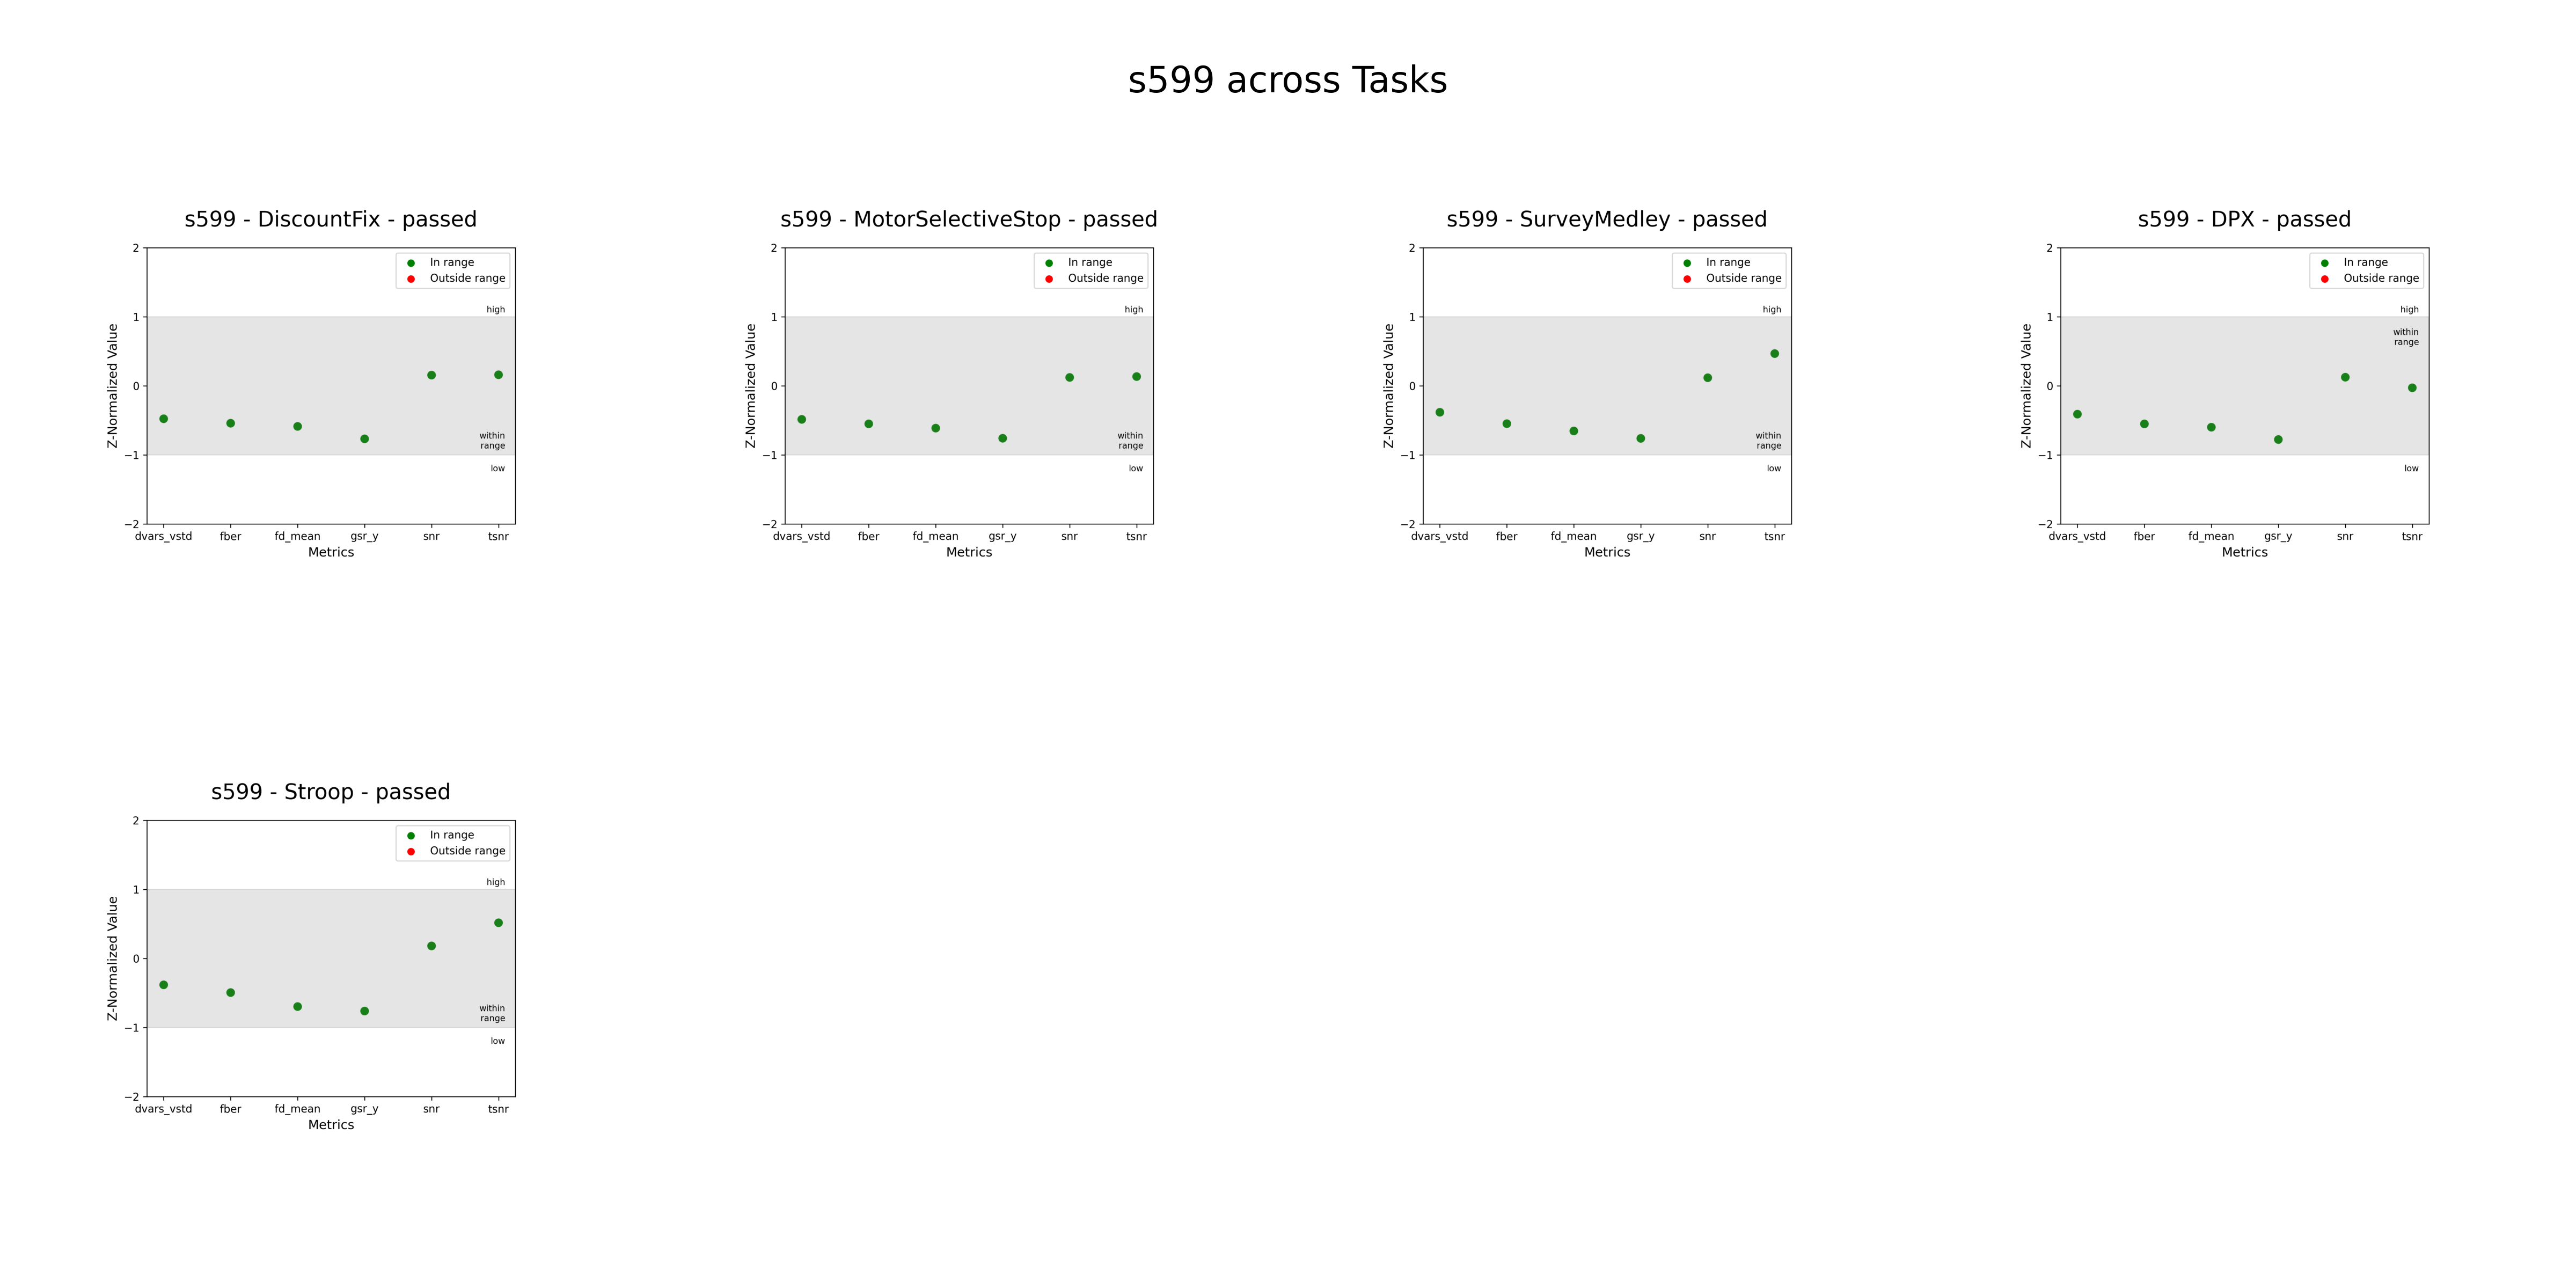 s599 across Tasks
s599 - DiscountFix - passed
2
1
0
−1
−2
Z-Normalized Value
In range
Outside range
high
within
range
low
dvars_vstd fber fd_mean gsr_y snr tsnr
Metrics
s599 - MotorSelectiveStop - passed
2
1
0
−1
−2
Z-Normalized Value
In range
Outside range
high
within
range
low
dvars_vstd fber fd_mean gsr_y snr tsnr
Metrics
s599 - SurveyMedley - passed
2
1
0
−1
−2
Z-Normalized Value
In range
Outside range
high
within
range
low
dvars_vstd fber fd_mean gsr_y snr tsnr
Metrics
s599 - DPX - passed
2
1
0
−1
−2
Z-Normalized Value
In range
Outside range
high
within
range
low
dvars_vstd fber fd_mean gsr_y snr tsnr
Metrics
s599 - Stroop - passed
2
1
0
−1
−2
Z-Normalized Value
In range
Outside range
high
within
range
low
dvars_vstd fber fd_mean gsr_y snr tsnr
Metrics